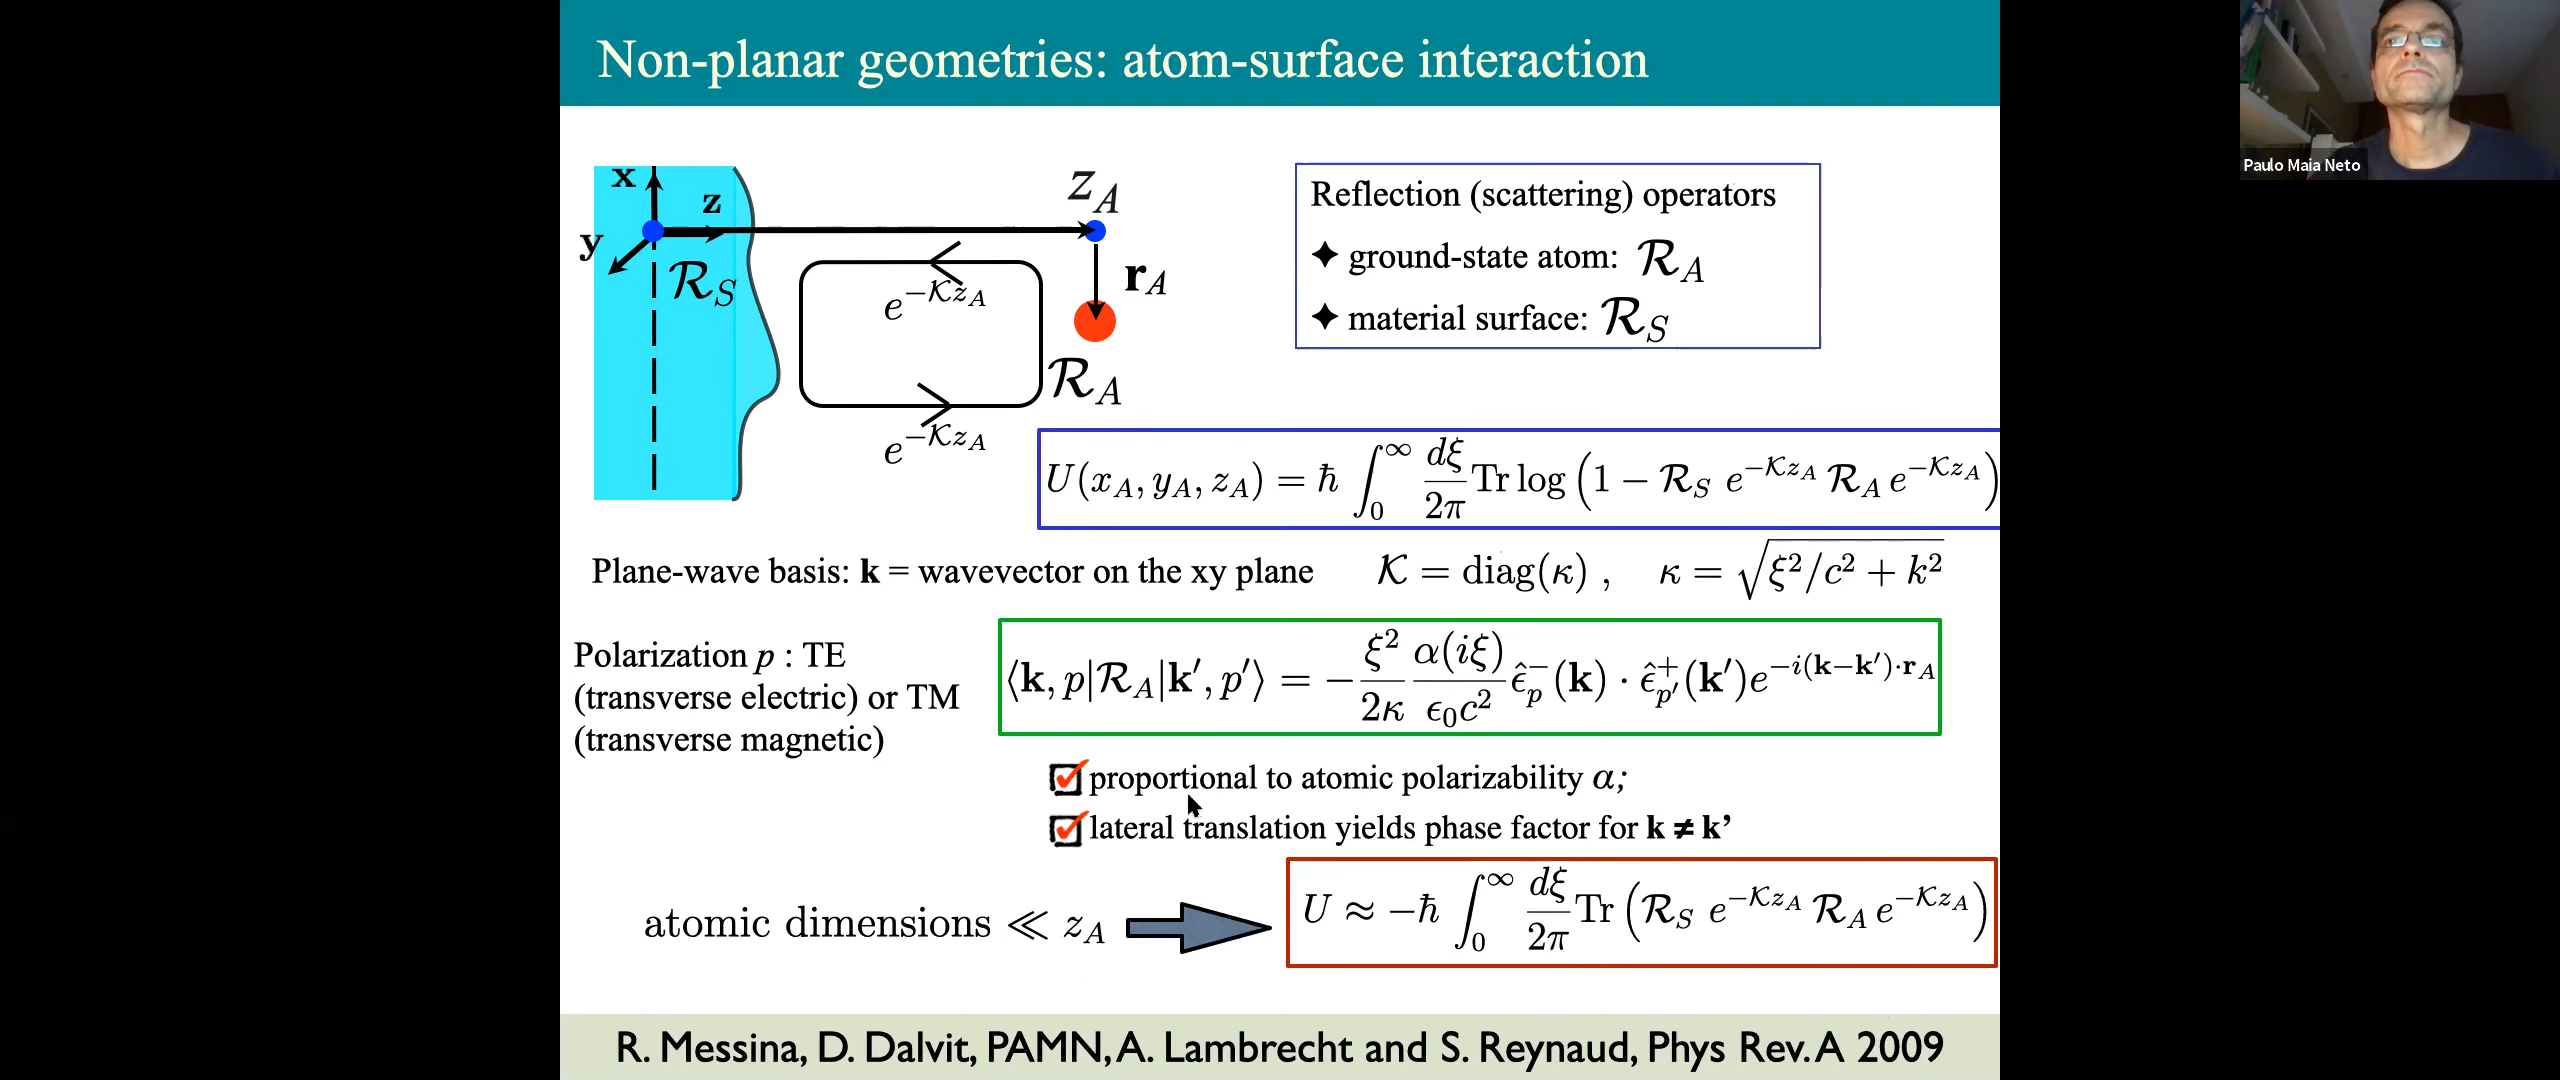 Non-planar geometries: atom-surface interaction
Paulo Maia Neto
x
z
y
z_A
ℛ_S
r_A
e^{-𝒦z_A}
ℛ_A
e^{-𝒦z_A}
Reflection (scattering) operators
✦ ground-state atom: ℛ_A
✦ material surface: ℛ_S
U(x_A, y_A, z_A) = ħ ∫_0^∞ dξ/2π Tr log (1 − ℛ_S e^{-𝒦z_A} ℛ_A e^{-𝒦z_A})
Plane-wave basis: k = wavevector on the xy plane 𝒦 = diag(κ) , κ = √(ξ²/c² + k²)
Polarization p : TE
(transverse electric) or TM
(transverse magnetic)
⟨k, p|ℛ_A|k′, p′⟩ = − ξ²/2κ α(iξ)/ϵ₀c² ϵ̂_p^−(k) · ϵ̂_{p′}^+(k′)e^{−i(k−k′)·r_A}
proportional to atomic polarizability α;
lateral translation yields phase factor for k ≠ k’
atomic dimensions ≪ z_A
U ≈ −ħ ∫_0^∞ dξ/2π Tr (ℛ_S e^{-𝒦z_A} ℛ_A e^{-𝒦z_A})
R. Messina, D. Dalvit, PAMN, A. Lambrecht and S. Reynaud, Phys Rev. A 2009